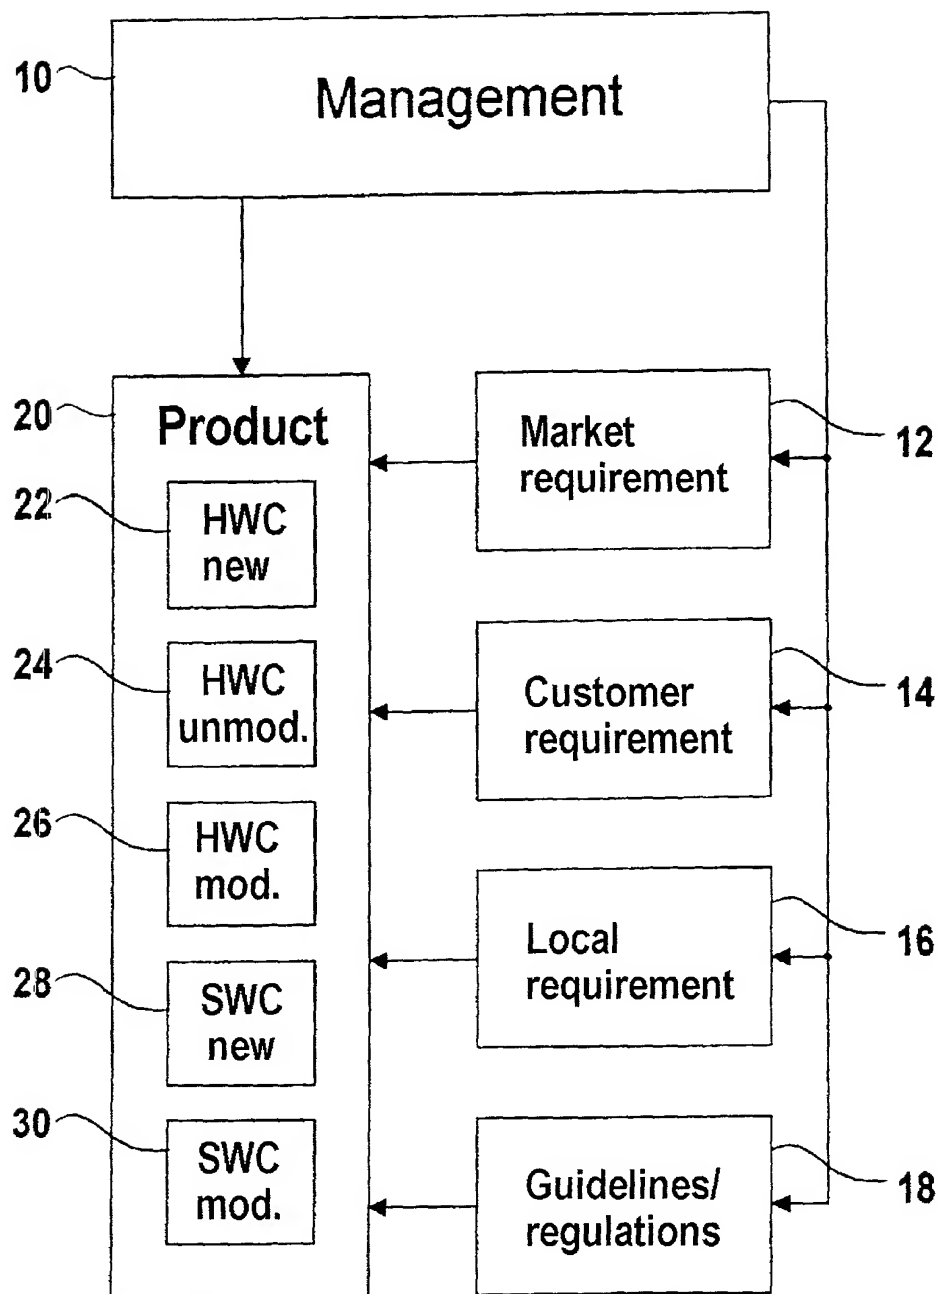 10
Management
20
Product
Market
requirement
12
22
HWC
new
24
HWC
unmod.
Customer
requirement
14
26
HWC
mod.
Local
requirement
16
28
SWC
new
30
SWC
mod.
Guidelines/
regulations
18